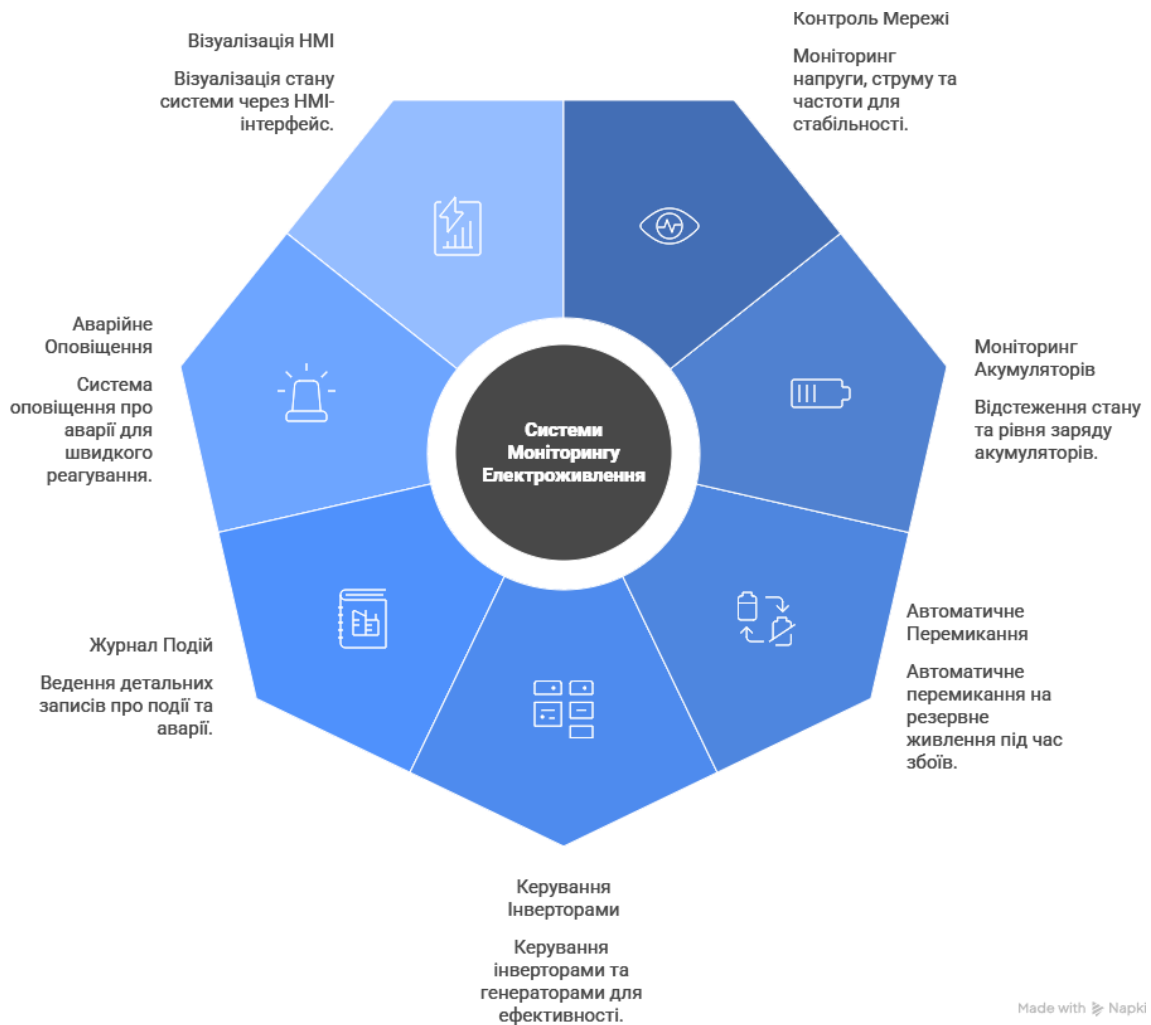 Контроль Мережі
Моніторинг
напруги, струму та
частоти для
стабільності.
Візуалізація HMI
Візуалізація стану
системи через HMI-
інтерфейс.
Аварійне
Оповіщення
Система
оповіщення про
аварії для
швидкого
реагування.
Моніторинг
Акумуляторів
Відстеження стану
та рівня заряду
акумуляторів.
Системи
Моніторингу
Електроживлення
Автоматичне
Перемикання
Автоматичне
перемикання на
резервне
живлення під час
збоїв.
Журнал Подій
Ведення детальних
записів про події та
аварії.
Керування
Інверторами
Керування
інверторами та
генераторами для
ефективності.
Made with Napki